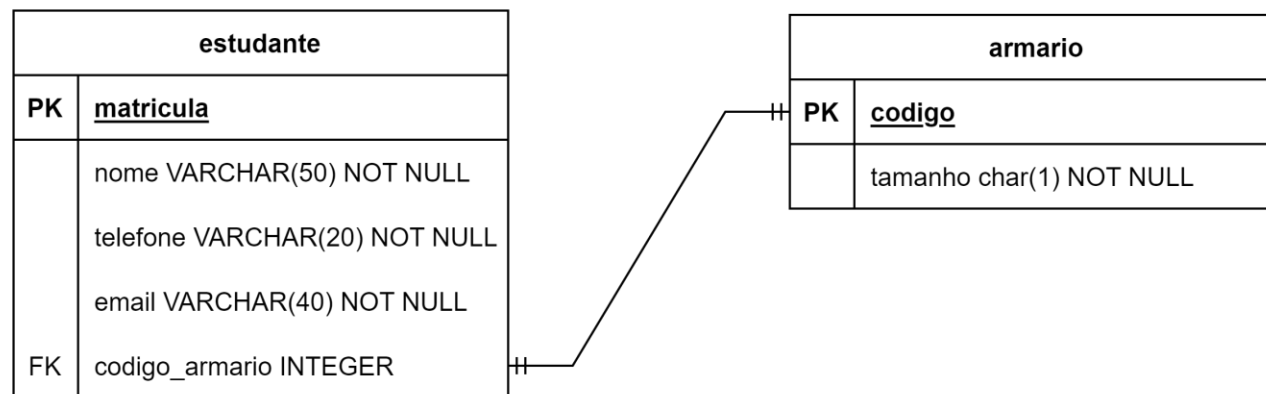 estudante
PK matricula
nome VARCHAR(50) NOT NULL
telefone VARCHAR(20) NOT NULL
email VARCHAR(40) NOT NULL
FK codigo_armario INTEGER
armario
PK codigo
tamanho char(1) NOT NULL